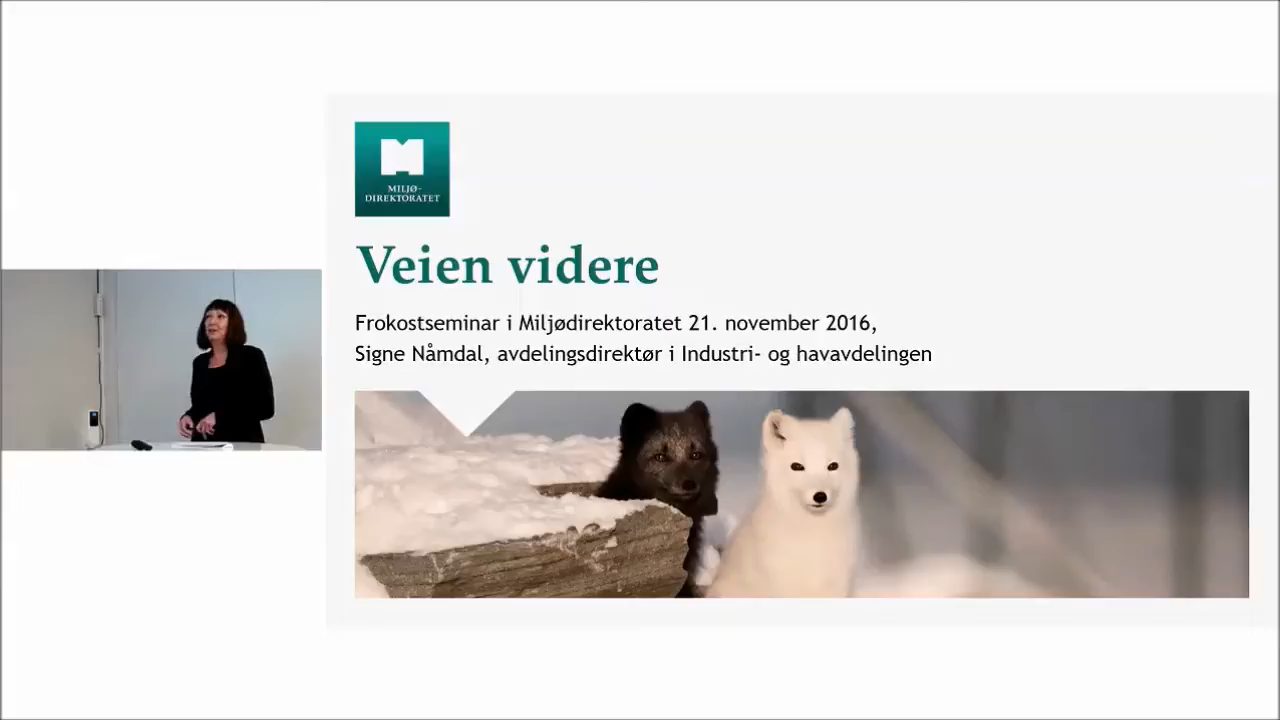 MILJØ-
DIREKTORATET
Veien videre
Frokostseminar i Miljødirektoratet 21. november 2016,
Signe Nåmdal, avdelingsdirektør i Industri- og havavdelingen